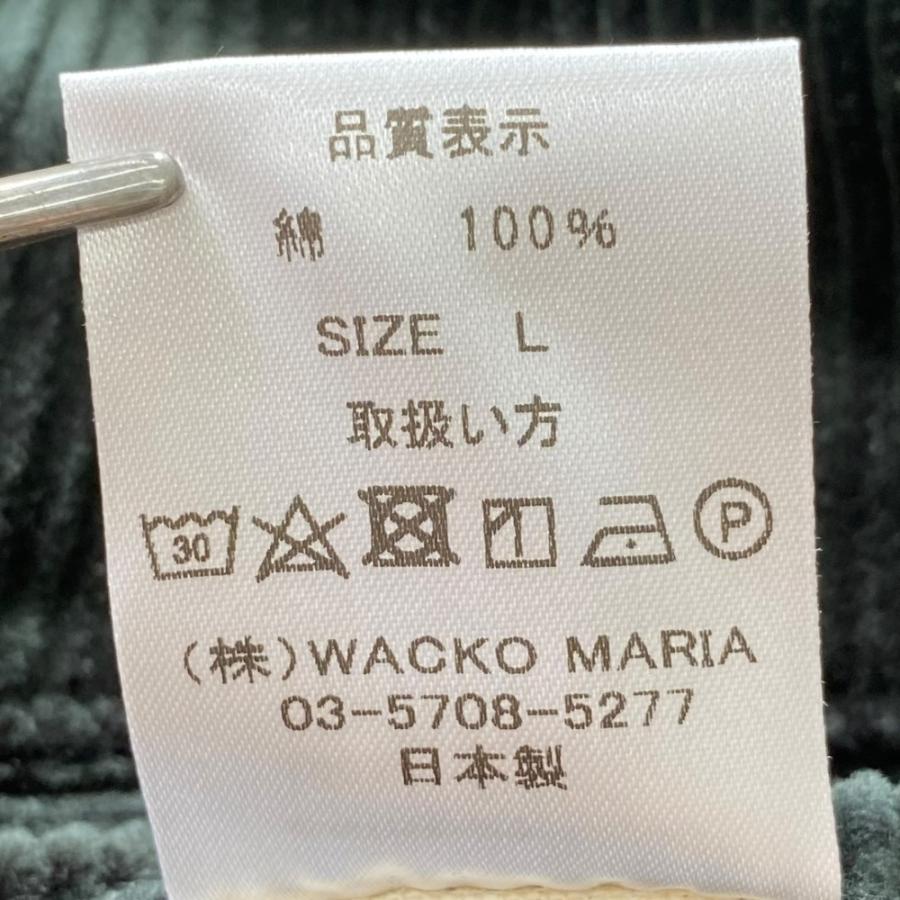 品質表示
綿 100%
SIZE L
取扱い方
30 P
(株)WACKO MARIA
03-5708-5277
日本製